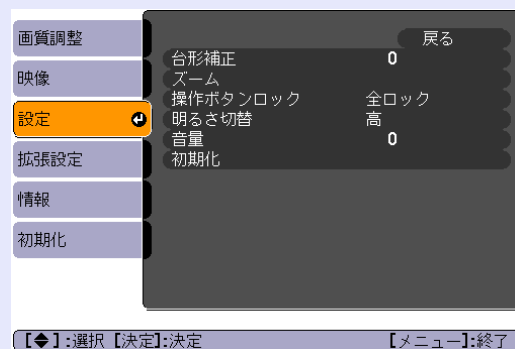 画質調整
映像
設定
拡張設定
情報
初期化
戻る
台形補正 0
ズーム
操作ボタンロック 全ロック
明るさ切替 高
音量 0
初期化
【◆】:選択 【決定】:決定 【メニュー】:終了